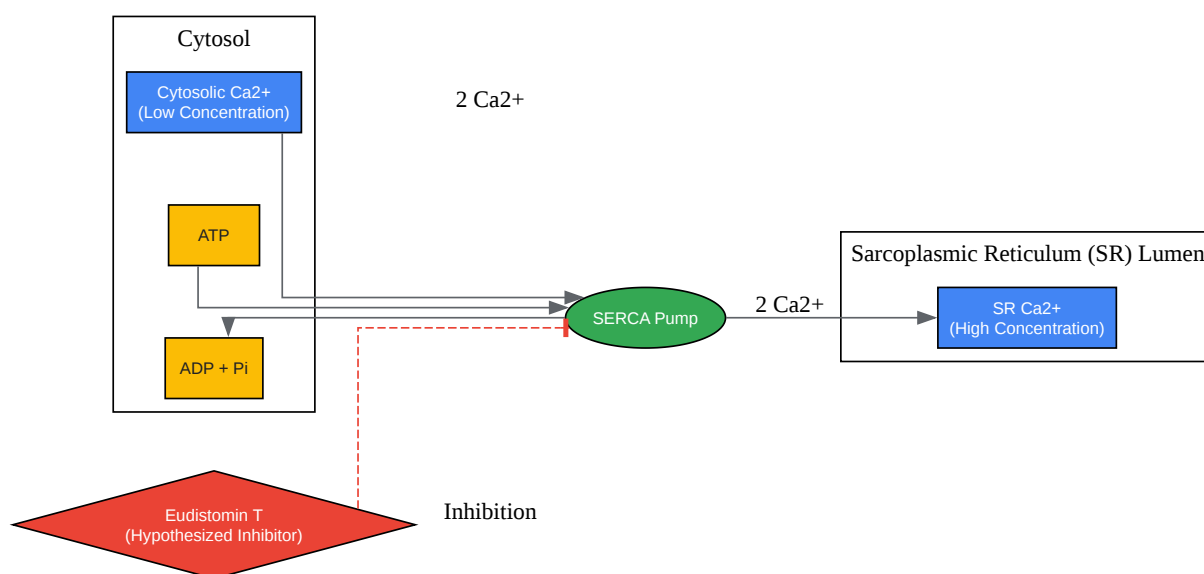 Cytosol
Cytosolic Ca2+
(Low Concentration)
2 Ca2+
ATP
Sarcoplasmic Reticulum (SR) Lumen
SERCA Pump
2 Ca2+
SR Ca2+
(High Concentration)
ADP + Pi
Eudistomin T
(Hypothesized Inhibitor)
Inhibition